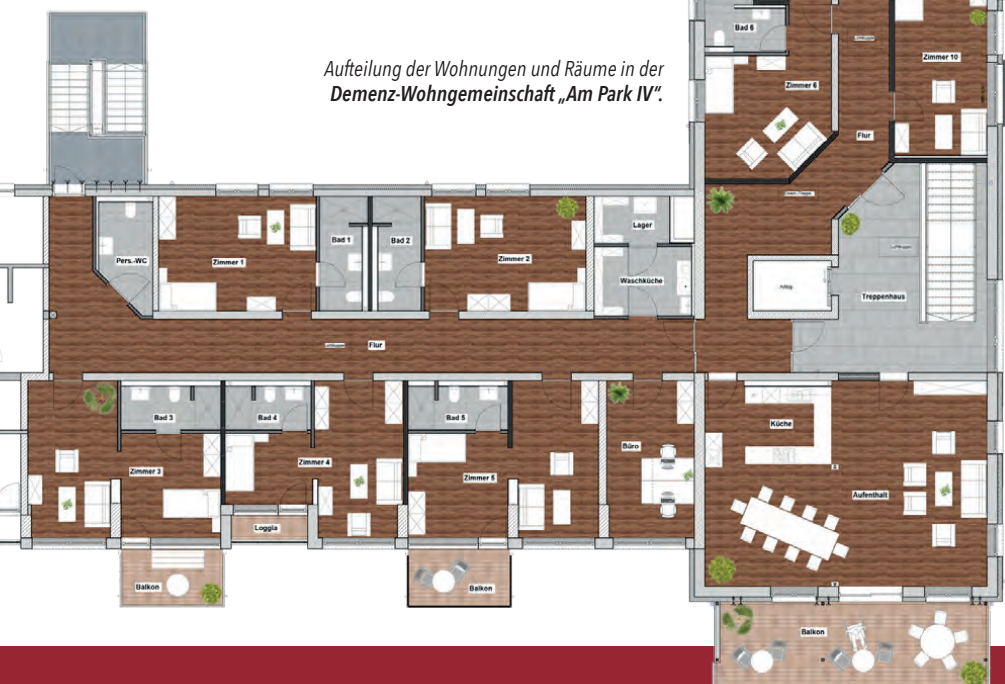 Aufteilung der Wohnungen und Räume in der
Demenz-Wohngemeinschaft „Am Park IV“.
Bad 6
Zimmer 10
Zimmer 6
Flur
Lager
Bad 1
Bad 2
Pers.-WC
Zimmer 1
Zimmer 2
Waschküche
Treppenhaus
Flur
Bad 3
Bad 4
Bad 5
Küche
Büro
Zimmer 3
Zimmer 4
Zimmer 5
Aufenthalt
Loggia
Balkon
Balkon
Balkon